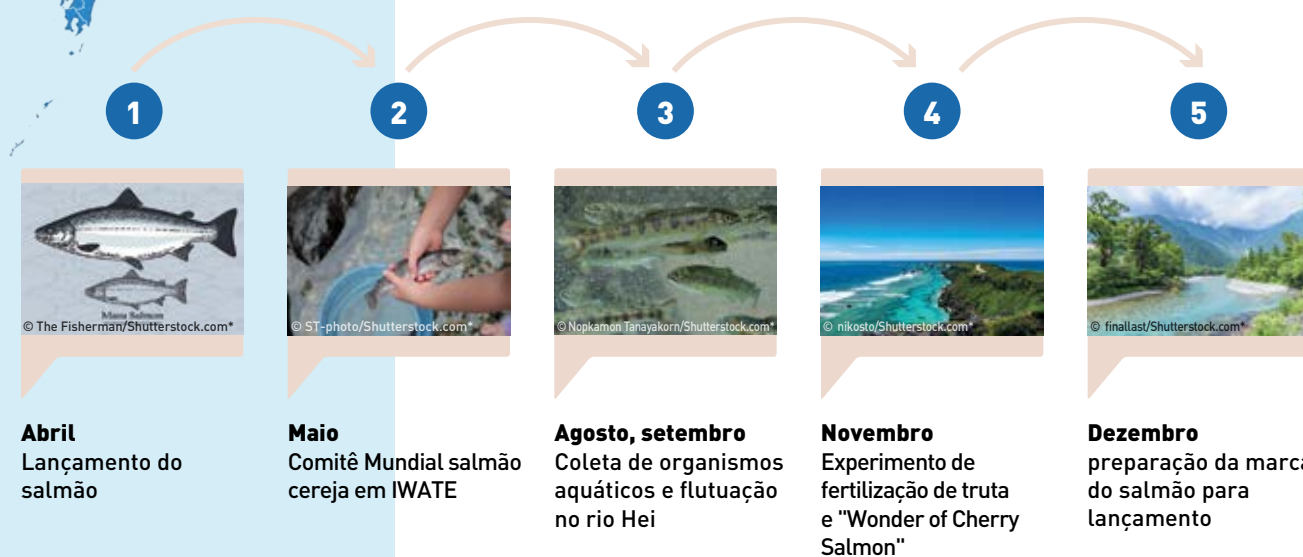 1
2
3
4
5
Masu Salmon
© The Fisherman/Shutterstock.com*
© ST-photo/Shutterstock.com*
© Nopkamon Tanayakorn/Shutterstock.com*
© nikosto/Shutterstock.com*
© finallast/Shutterstock.com*
Abril
Lançamento do
salmão
Maio
Comitê Mundial salmão
cereja em IWATE
Agosto, setembro
Coleta de organismos
aquáticos e flutuação
no rio Hei
Novembro
Experimento de
fertilização de truta
e "Wonder of Cherry
Salmon"
Dezembro
preparação da marca
do salmão para
lançamento